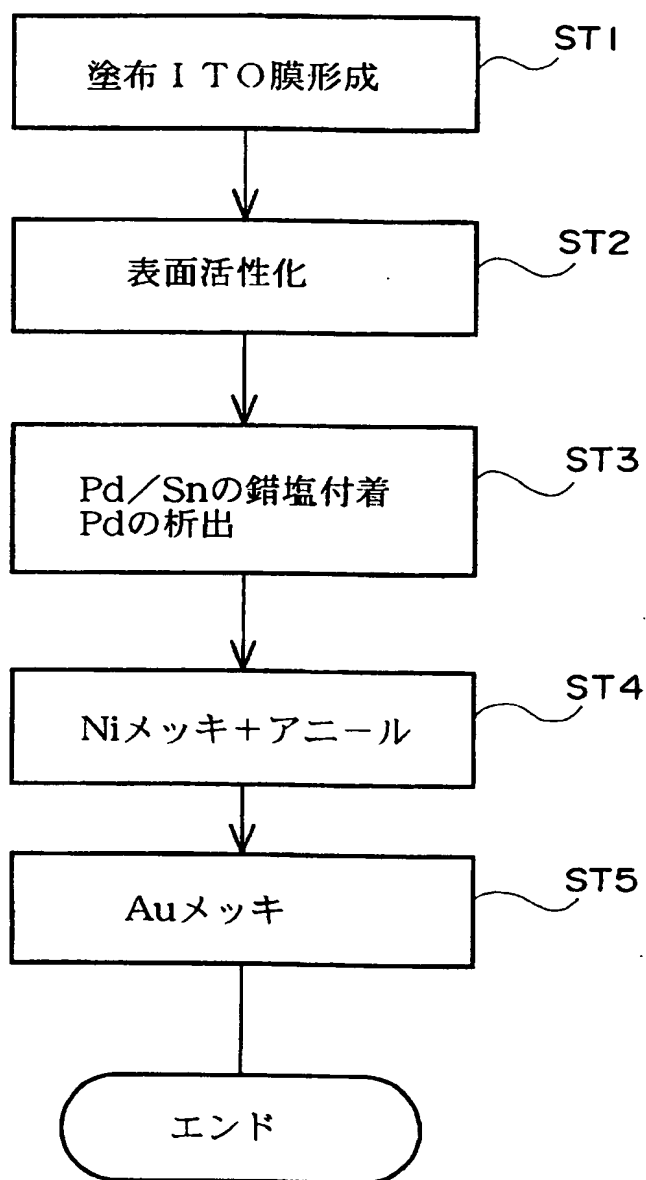 塗布ITO膜形成
ST1
表面活性化
ST2
Pd/Snの錯塩付着
Pdの析出
ST3
Niメッキ+アニール
ST4
Auメッキ
ST5
エンド